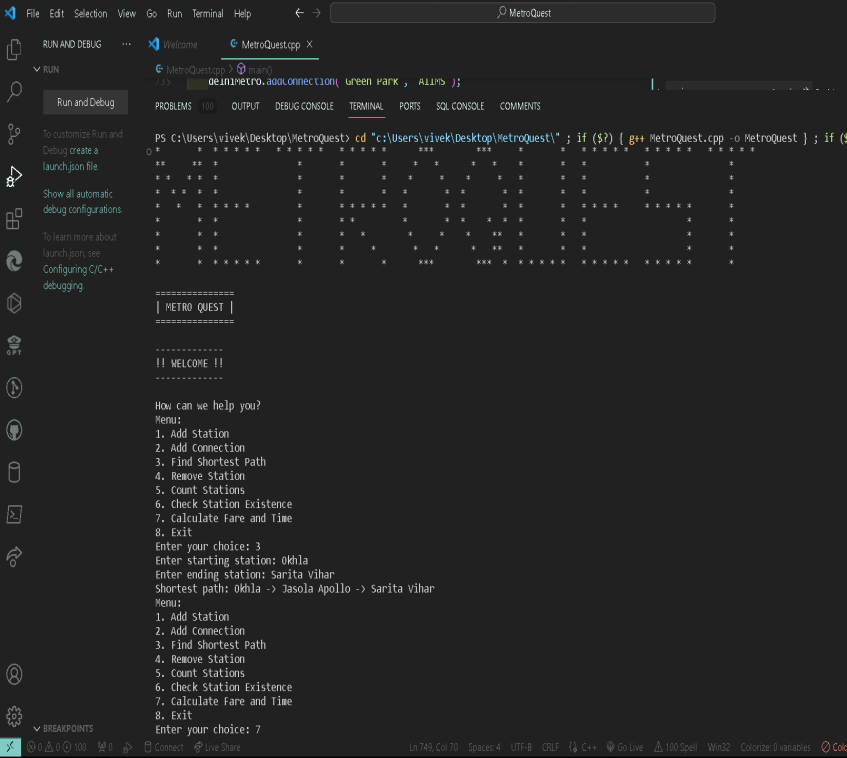 File Edit Selection View Go Run Terminal Help
MetroQuest
RUN AND DEBUG ...
Welcome
MetroQuest.cpp X
RUN
MetroQuest.cpp > main()
735 delhiMetro.addConnection("Green Park", "AIIMS");
Run and Debug
PROBLEMS 100 OUTPUT DEBUG CONSOLE TERMINAL PORTS SQL CONSOLE COMMENTS
To customize Run and
Debug create a
launch.json file.
Show all automatic
debug configurations.
To learn more about
launch.json, see
Configuring C/C++
debugging.
GPT
PS C:\Users\vivek\Desktop\MetroQuest> cd "c:\Users\vivek\Desktop\MetroQuest\" ; if ($?) { g++ MetroQuest.cpp -o MetroQuest } ; if ($
===============
| METRO QUEST |
===============
-------------
!! WELCOME !!
-------------
How can we help you?
Menu:
1. Add Station
2. Add Connection
3. Find Shortest Path
4. Remove Station
5. Count Stations
6. Check Station Existence
7. Calculate Fare and Time
8. Exit
Enter your choice: 3
Enter starting station: Okhla
Enter ending station: Sarita Vihar
Shortest path: Okhla -> Jasola Apollo -> Sarita Vihar
Menu:
1. Add Station
2. Add Connection
3. Find Shortest Path
4. Remove Station
5. Count Stations
6. Check Station Existence
7. Calculate Fare and Time
8. Exit
Enter your choice: 7
BREAKPOINTS
0 0 100 0 Connect Live Share Ln 749, Col 70 Spaces: 4 UTF-8 CRLF {} C++ Go Live 100 Spell Win32 Colorize: 0 variables Colo